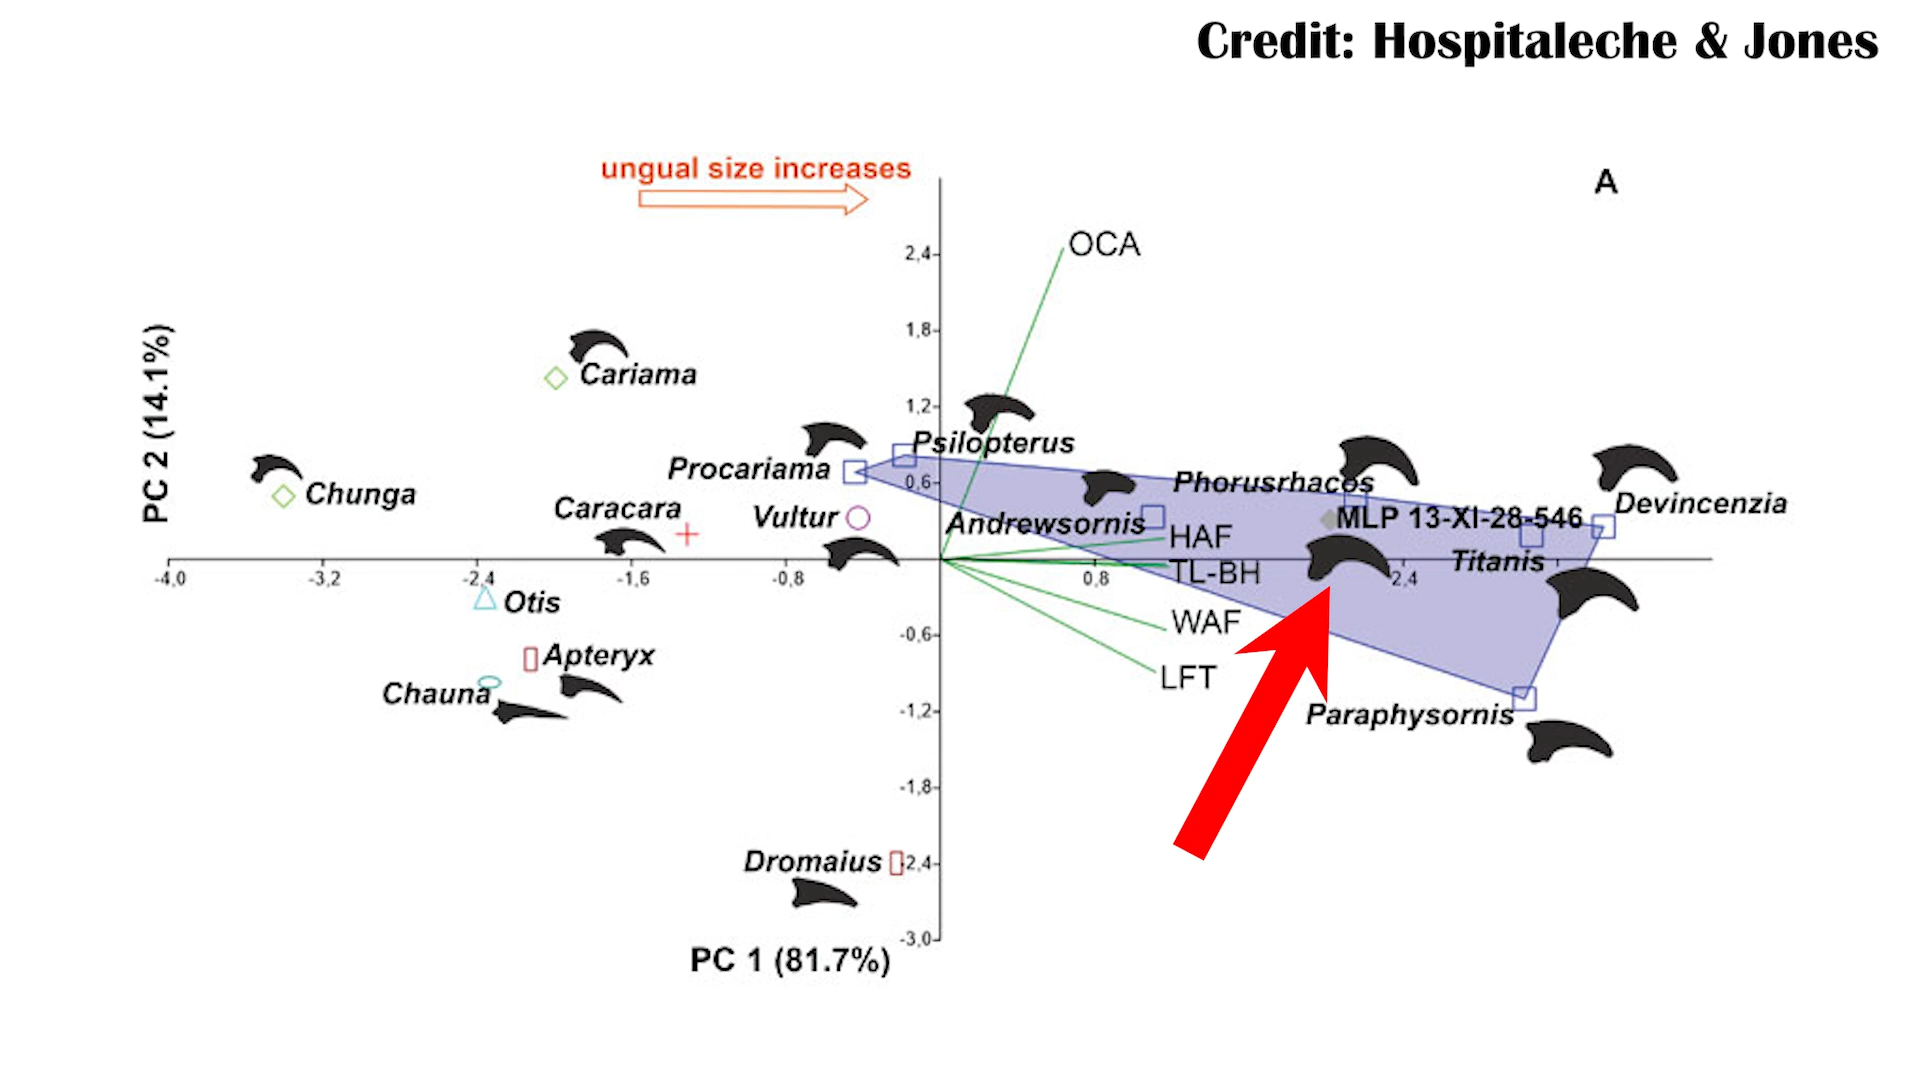 Credit: Hospitaleche & Jones
ungual size increases
A
OCA
2,4
1,8
1,2
0,6
-0,6
-1,2
-1,8
-2,4
-3,0
PC 2 (14.1%)
Cariama
Psilopterus
Procariama
Phorusrhacos
Chunga
Devincenzia
Caracara
Vultur
Andrewsornis
MLP 13-XI-28-546
HAF
Titanis
-4,0 -3,2 -2,4 -1,6 -0,8 0,8 2,4
TL-BH
Otis
WAF
Apteryx
LFT
Chauna
Paraphysornis
Dromaius
PC 1 (81.7%)